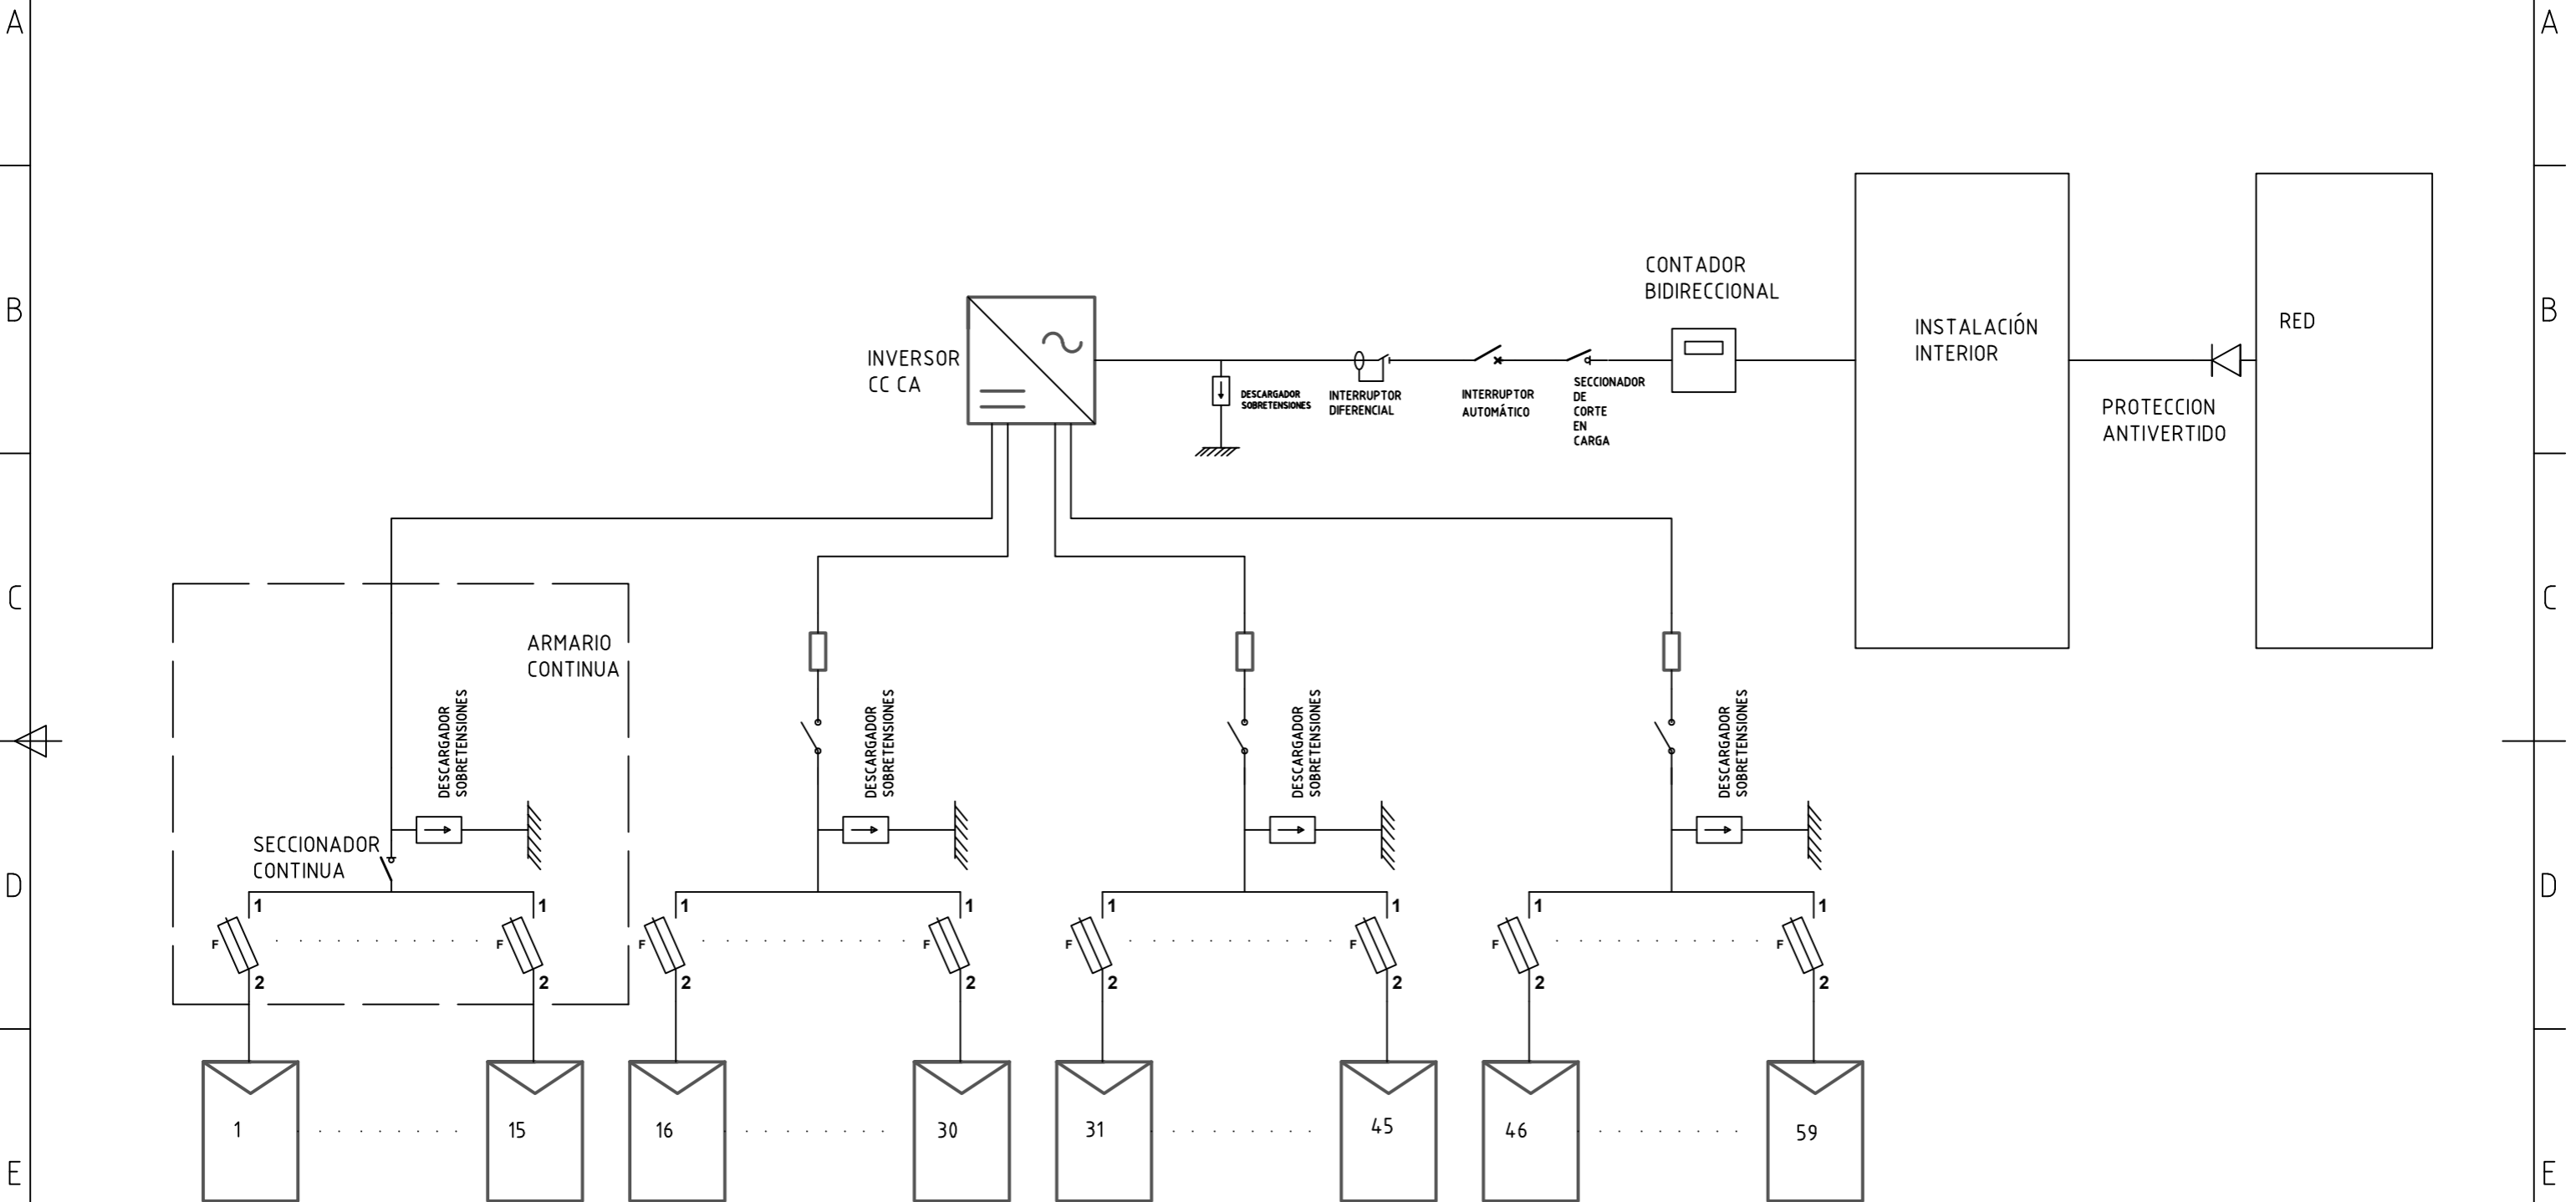 A
A
B
CONTADOR
BIDIRECCIONAL
B
INSTALACIÓN
INTERIOR
RED
INVERSOR
CC CA
DESCARGADOR
SOBRETENSIONES
INTERRUPTOR
DIFERENCIAL
INTERRUPTOR
AUTOMÁTICO
SECCIONADOR
DE
CORTE
EN
CARGA
PROTECCION
ANTIVERTIDO
C
C
ARMARIO
CONTINUA
DESCARGADOR
SOBRETENSIONES
DESCARGADOR
SOBRETENSIONES
DESCARGADOR
SOBRETENSIONES
DESCARGADOR
SOBRETENSIONES
SECCIONADOR
CONTINUA
D
D
1
1
1
1
1
1
1
1
F
F
F
F
F
F
F
F
2
2
2
2
2
2
2
2
1
15
16
30
31
45
46
59
E
E